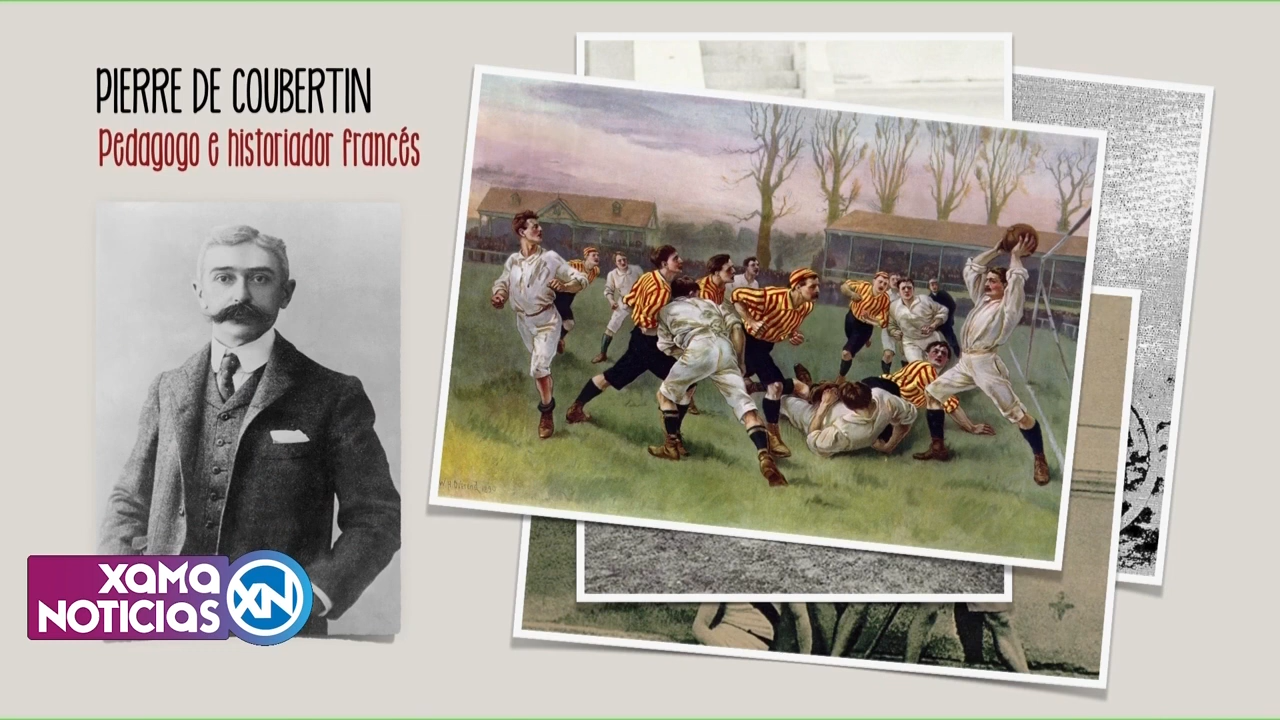 PIERRE DE COUBERTIN
Pedagogo e historiador francés
XAMA
NOTICIAS
XN